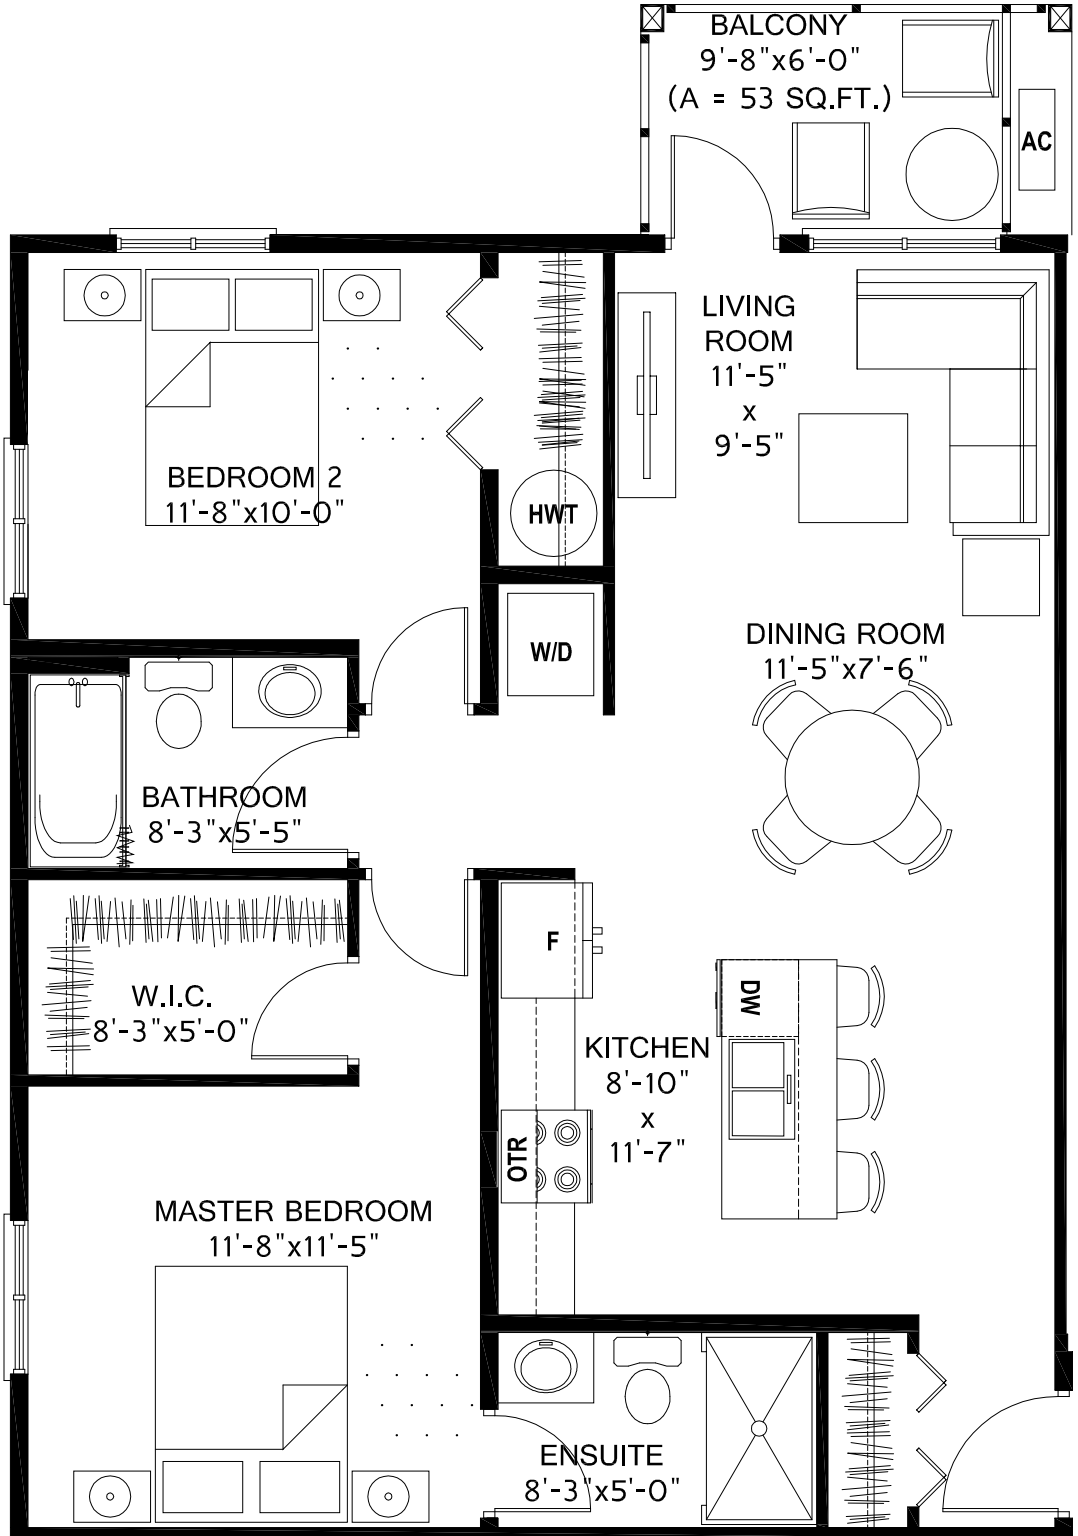 BALCONY
9'-8"x6'-0"
(A = 53 SQ.FT.)
AC
LIVING
ROOM
11'-5"
x
9'-5"
BEDROOM 2
11'-8"x10'-0"
HWT
W/D
DINING ROOM
11'-5"x7'-6"
BATHROOM
8'-3"x5'-5"
F
W.I.C.
8'-3"x5'-0"
DW
KITCHEN
8'-10"
x
11'-7"
OTR
MASTER BEDROOM
11'-8"x11'-5"
ENSUITE
8'-3"x5'-0"